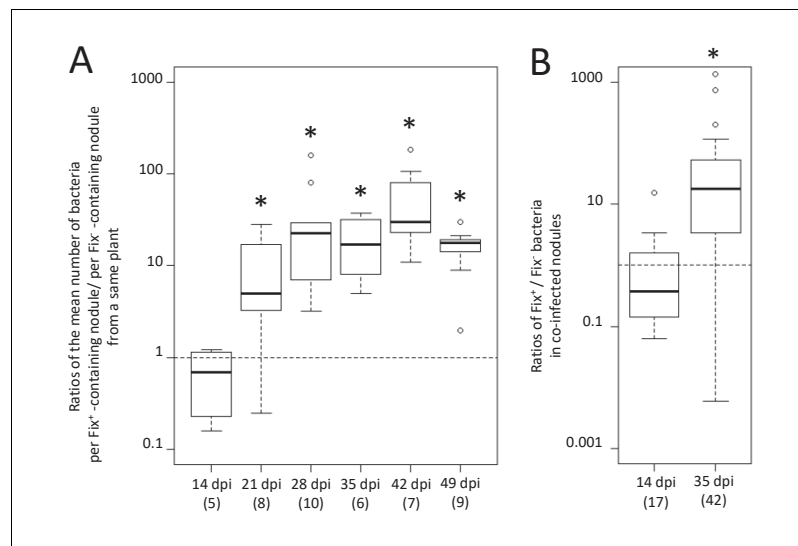 A
Ratios of the mean number of bacteria
per Fix⁺ -containing nodule/ per Fix⁻ -containing nodule
from a same plant
1000
100
10
1
0.1
*
*
*
*
*
14 dpi
21 dpi
28 dpi
35 dpi
42 dpi
49 dpi
(5)
(8)
(10)
(6)
(7)
(9)
B
Ratios of Fix⁺ / Fix⁻ bacteria
in co-infected nodules
1000
10
0.1
0.001
*
14 dpi
35 dpi
(17)
(42)